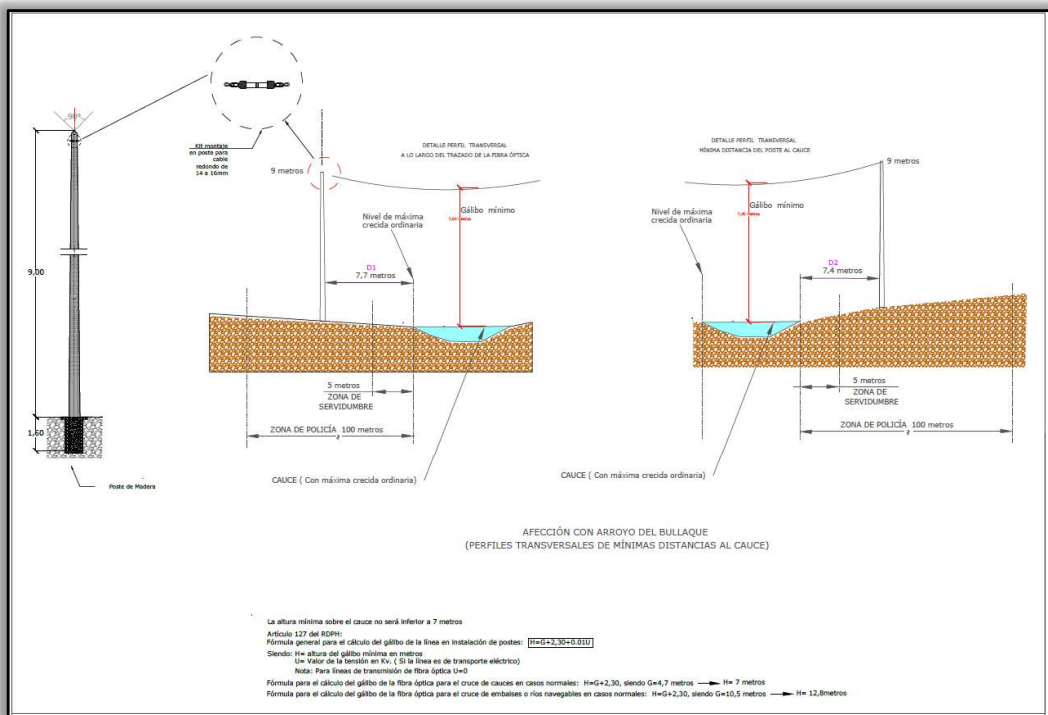 90°
Kit montaje
en poste para
cable
redondo de
14 a 16mm
9,00
1,60
Poste de Madera
DETALLE PERFIL TRANSVERSAL
A LO LARGO DEL TRAZADO DE LA FIBRA ÓPTICA
9 metros
Nivel de máxima
crecida ordinaria
Gálibo mínimo
D1
7,7 metros
5 metros
ZONA DE
SERVIDUMBRE
ZONA DE POLICÍA 100 metros
CAUCE ( Con máxima crecida ordinaria)
DETALLE PERFIL TRANSVERSAL
MÍNIMA DISTANCIA DEL POSTE AL CAUCE
9 metros
Nivel de máxima
crecida ordinaria
Gálibo mínimo
D2
7,4 metros
5 metros
ZONA DE
SERVIDUMBRE
ZONA DE POLICÍA 100 metros
CAUCE ( Con máxima crecida ordinaria)
AFECCIÓN CON ARROYO DEL BULLAQUE
(PERFILES TRANSVERSALES DE MÍNIMAS DISTANCIAS AL CAUCE)
La altura mínima sobre el cauce no será inferior a 7 metros
Artículo 127 del RDPH:
Fórmula general para el cálculo del gálibo de la línea en instalación de postes: H=G+2,30+0.01U
Siendo: H= altura del gálibo mínima en metros
U= Valor de la tensión en Kv. ( Si la línea es de transporte eléctrico)
Nota: Para líneas de transmisión de fibra óptica U=0
Fórmula para el cálculo del gálibo de la fibra óptica para el cruce de cauces en casos normales: H=G+2,30, siendo G=4,7 metros → H= 7 metros
Fórmula para el cálculo del gálibo de la fibra óptica para el cruce de embalses o ríos navegables en casos normales: H=G+2,30, siendo G=10,5 metros → H= 12,8metros